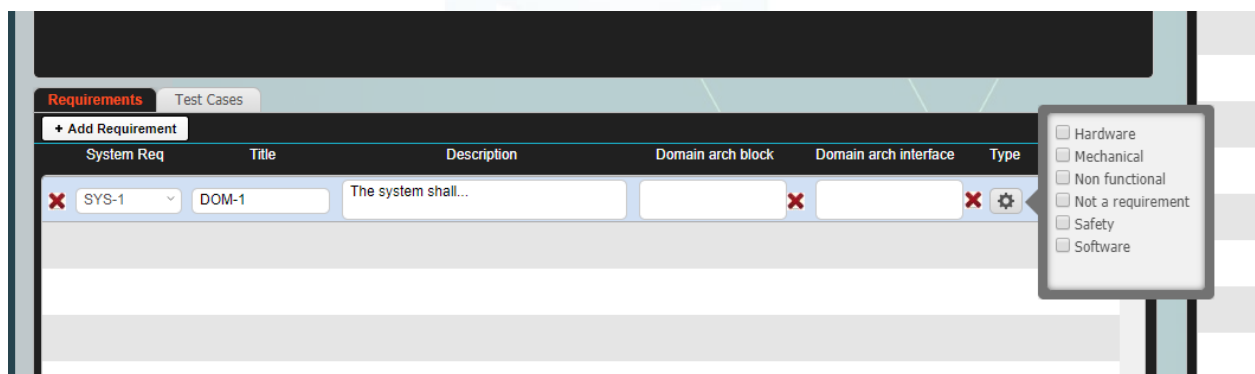 Requirements Test Cases
+ Add Requirement
System Req Title Description Domain arch block Domain arch interface Type
SYS-1 DOM-1 The system shall...
Hardware
Mechanical
Non functional
Not a requirement
Safety
Software